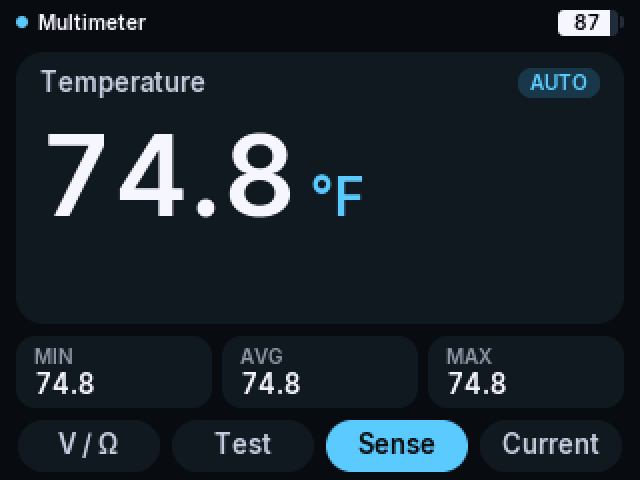 Multimeter 87
Temperature AUTO
74.8 °F
MIN AVG MAX
74.8 74.8 74.8
V / Ω Test Sense Current